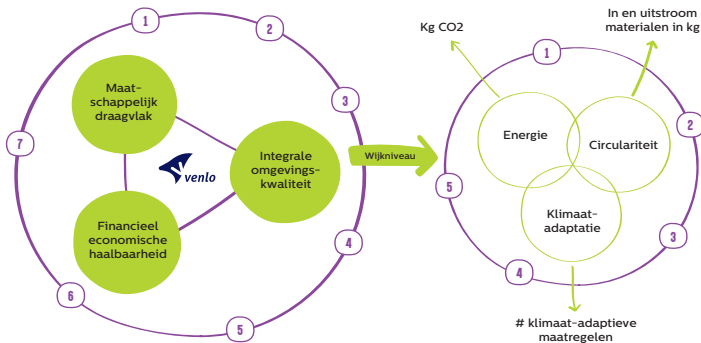 1
2
3
4
5
6
7
Maat-
schappelijk
draagvlak
Integrale
omgevings-
kwaliteit
Financieel
economische
haalbaarheid
venlo
Wijkniveau
Kg CO2
In en uitstroom
materialen in kg
1
2
3
4
5
Energie
Circulariteit
Klimaat-
adaptatie
# klimaat-adaptieve
maatregelen